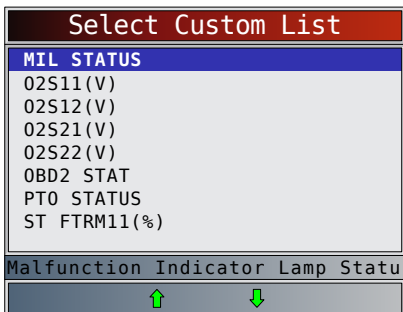 Select Custom List
MIL STATUS
O2S11(V)
O2S12(V)
O2S21(V)
O2S22(V)
OBD2 STAT
PTO STATUS
ST FTRM11(%)
Malfunction Indicator Lamp Statu